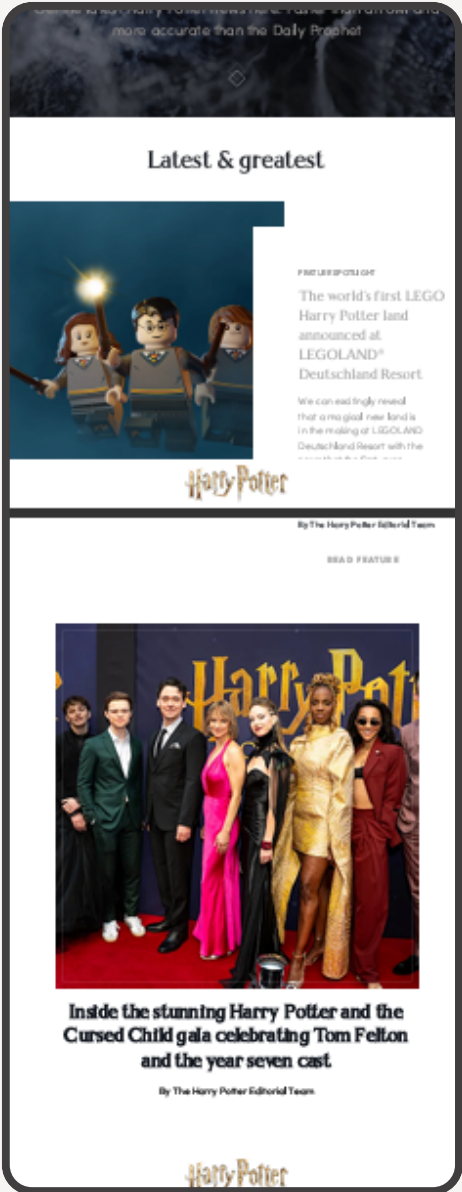 more accurate than the Daily Prophet
Latest & greatest
FEATURE SPOTLIGHT
The world's first LEGO
Harry Potter land
announced at
LEGOLAND®
Deutschland Resort
We can excitingly reveal
that a magical new land is
in the making at LEGOLAND
Deutschland Resort with the
Harry Potter
By The Harry Potter Editorial Team
READ FEATURE
Harry Pott
Inside the stunning Harry Potter and the
Cursed Child gala celebrating Tom Felton
and the year seven cast
By The Harry Potter Editorial Team
Harry Potter